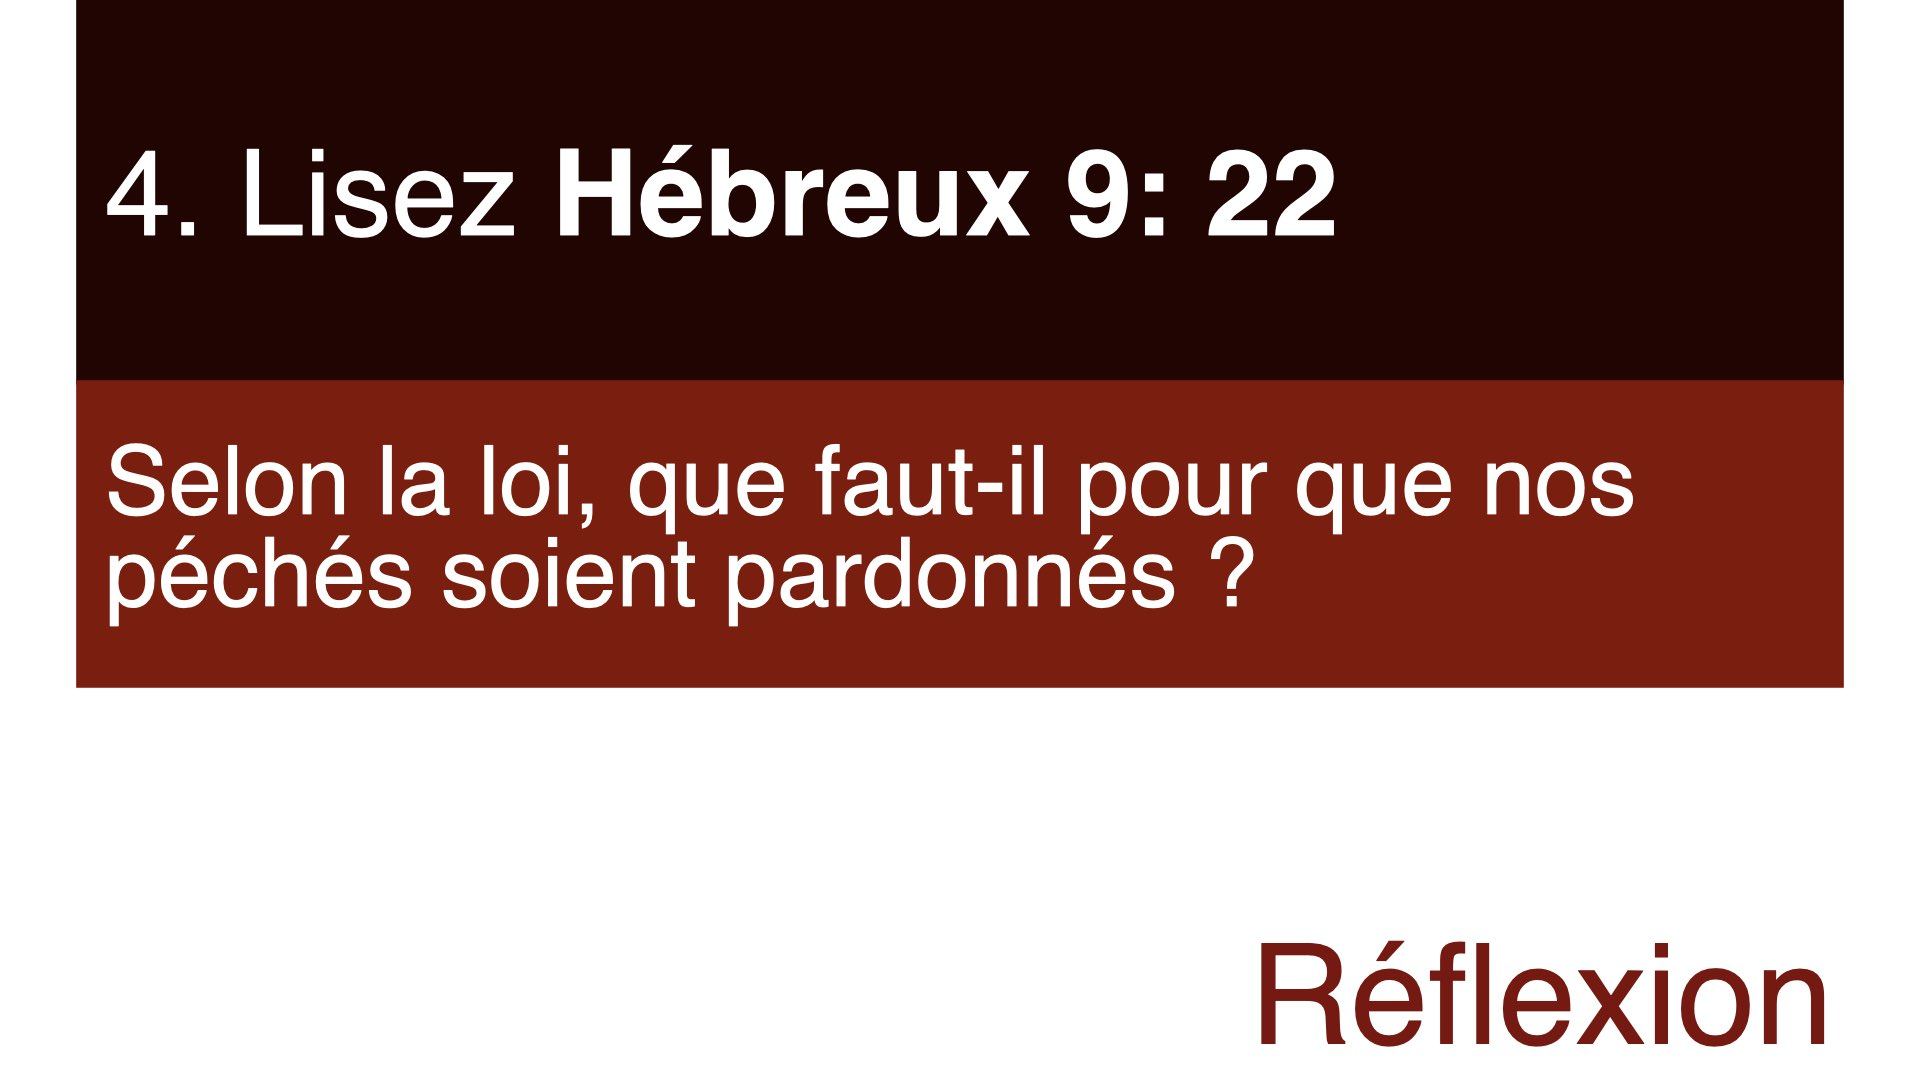 4. Lisez Hébreux 9: 22
Selon la loi, que faut-il pour que nos
péchés soient pardonnés ?
Réflexion